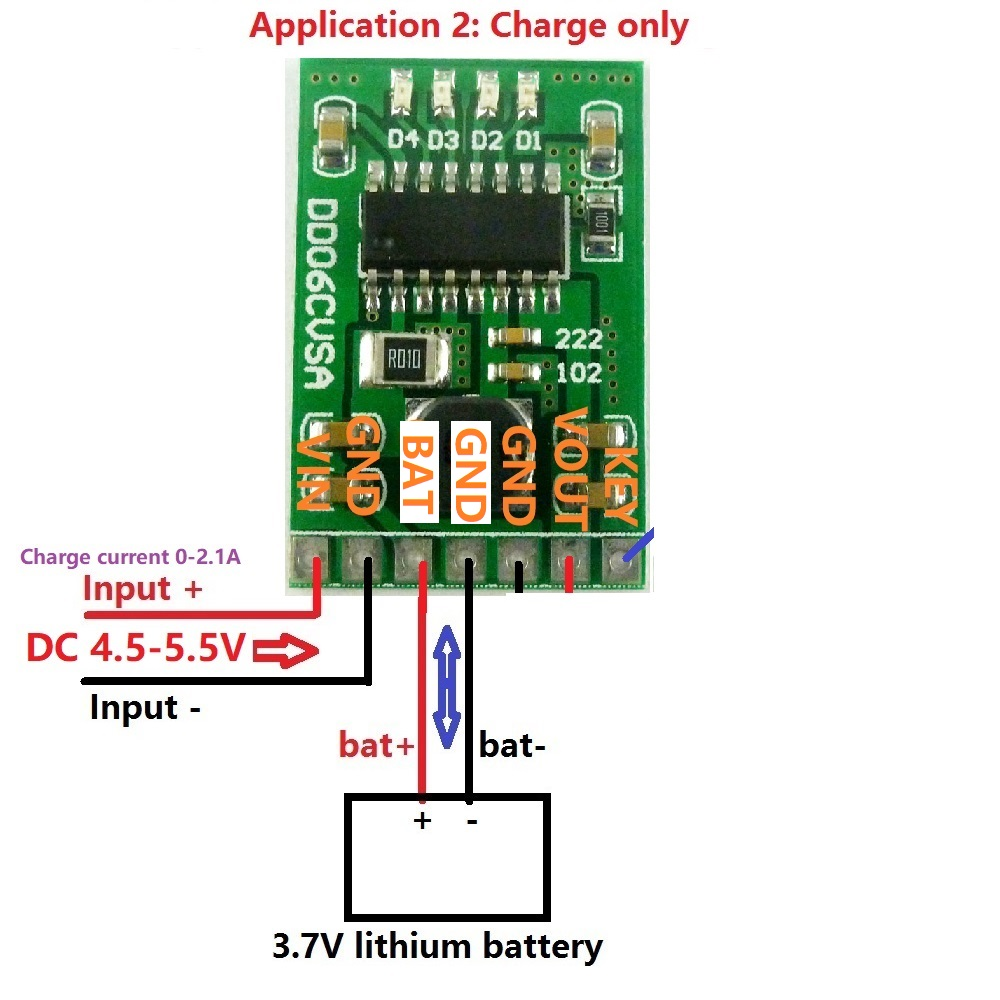 Application 2: Charge only
D4 D3 D2 D1
1001
DD06CVSA
R010
222
102
VIN GND BAT GND GND VOUT KEY
Charge current 0-2.1A
Input +
DC 4.5-5.5V
Input -
bat+ bat-
+ -
3.7V lithium battery